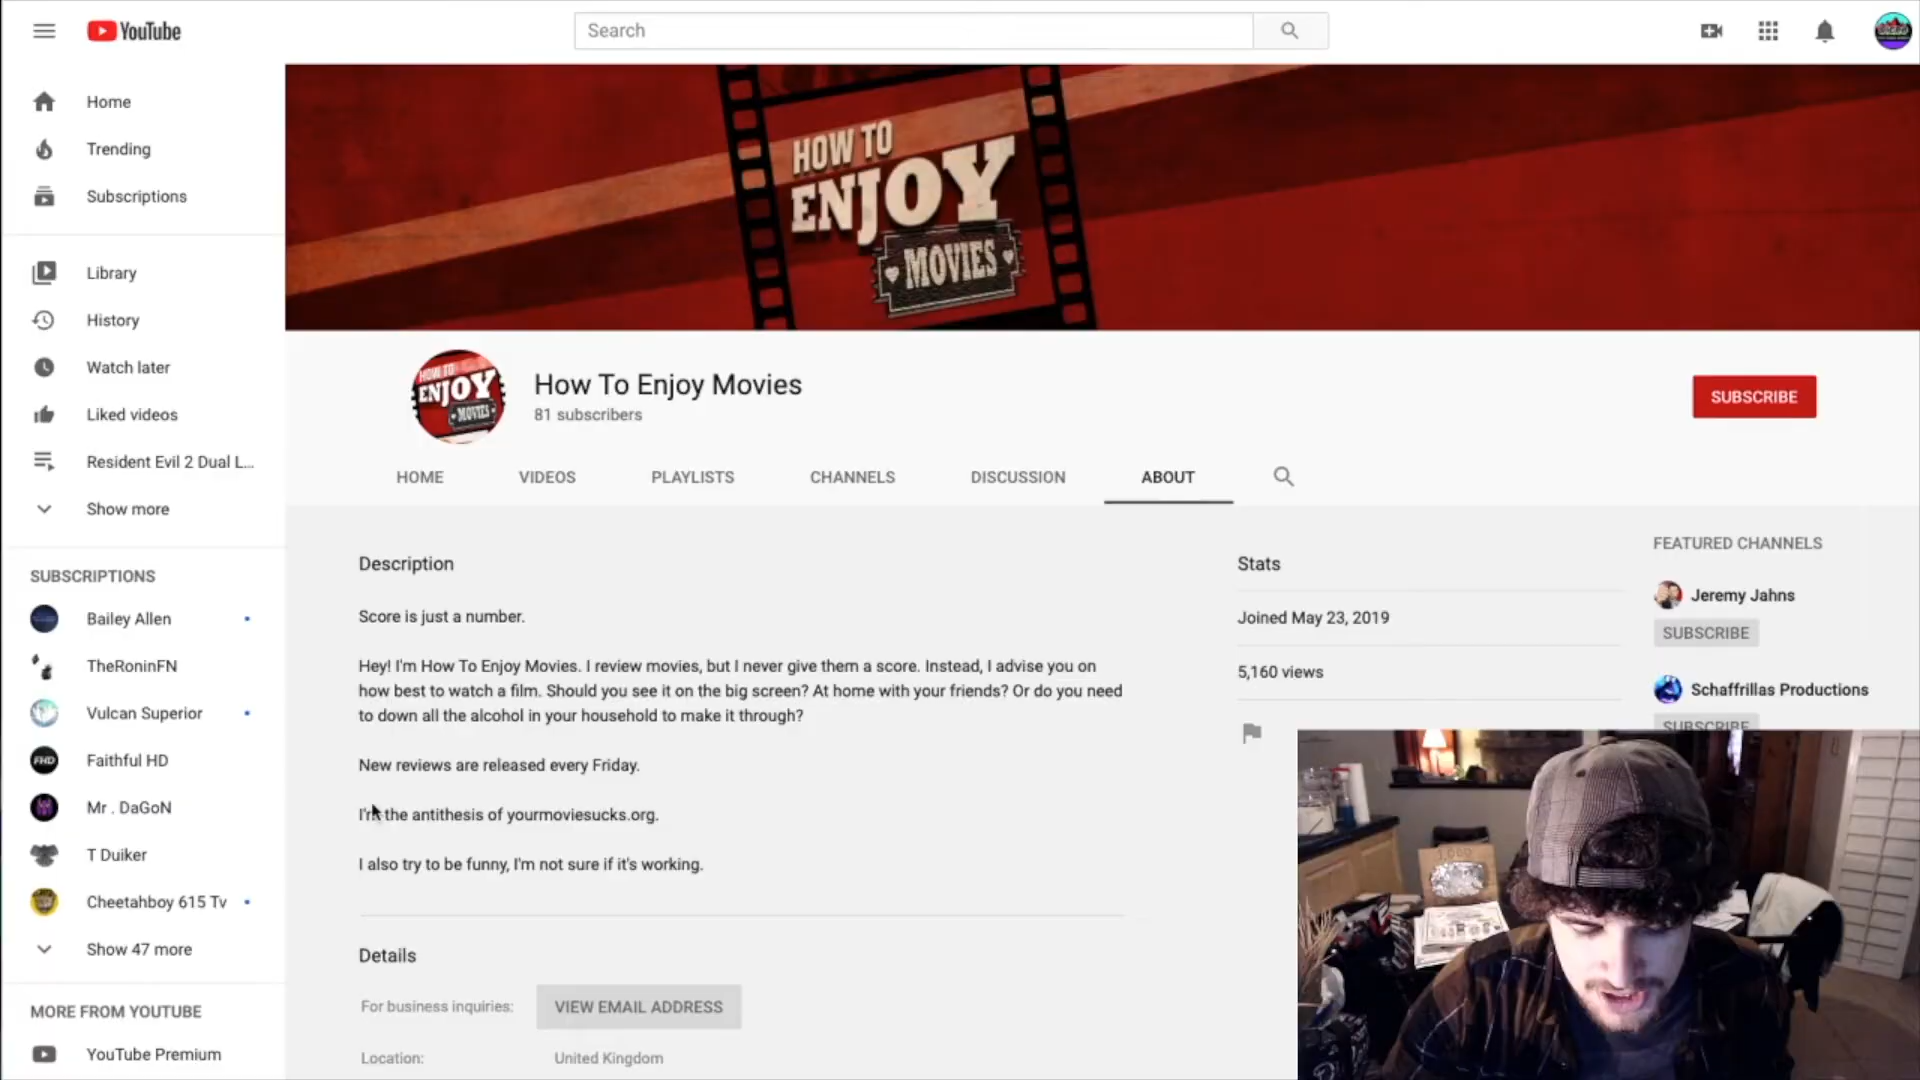 YouTube
Search
Home
Trending
Subscriptions
Library
History
Watch later
Liked videos
Resident Evil 2 Dual L...
Show more
SUBSCRIPTIONS
Bailey Allen
TheRoninFN
Vulcan Superior
Faithful HD
FHD
Mr . DaGoN
T Duiker
Cheetahboy 615 Tv
Show 47 more
MORE FROM YOUTUBE
YouTube Premium
HOW TO
ENJOY
MOVIES
HOW TO
ENJOY
MOVIES
How To Enjoy Movies
81 subscribers
SUBSCRIBE
HOME
VIDEOS
PLAYLISTS
CHANNELS
DISCUSSION
ABOUT
Description
Score is just a number.
Hey! I'm How To Enjoy Movies. I review movies, but I never give them a score. Instead, I advise you on
how best to watch a film. Should you see it on the big screen? At home with your friends? Or do you need
to down all the alcohol in your household to make it through?
New reviews are released every Friday.
I'm the antithesis of yourmoviesucks.org.
I also try to be funny, I'm not sure if it's working.
Details
For business inquiries:
VIEW EMAIL ADDRESS
Location:
United Kingdom
Stats
Joined May 23, 2019
5,160 views
FEATURED CHANNELS
Jeremy Jahns
SUBSCRIBE
Schaffrillas Productions
SUBSCRIBE